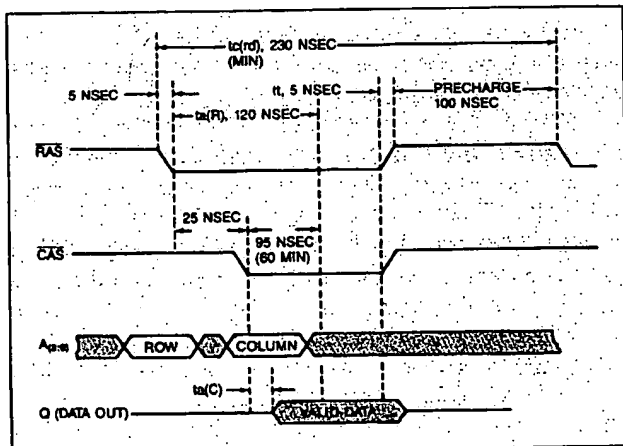 tc(rd), 230 NSEC
(MIN)
5 NSEC
tt, 5 NSEC
PRECHARGE
100 NSEC
ta(R), 120 NSEC
RAS
25 NSEC
95 NSEC
(60 MIN)
CAS
ROW
COLUMN
ta(C)
Q (DATA OUT)
VALID DATA